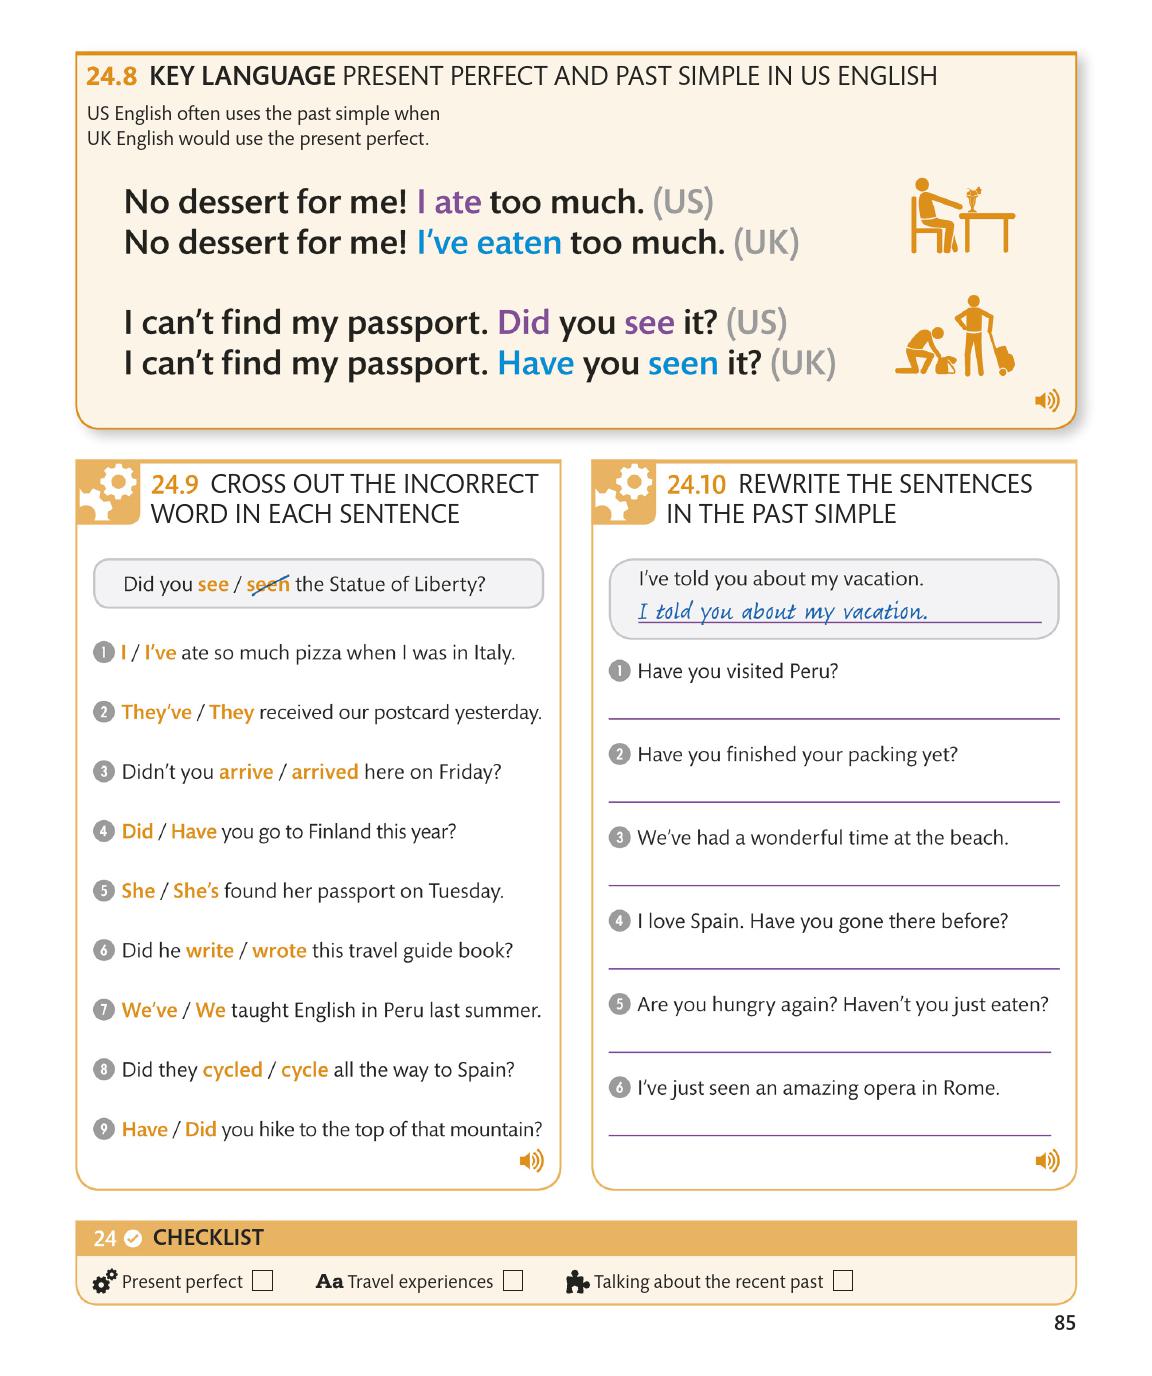 24.8 KEY LANGUAGE PRESENT PERFECT AND PAST SIMPLE IN US ENGLISH
US English often uses the past simple when
UK English would use the present perfect.
No dessert for me! I ate too much. (US)
No dessert for me! I've eaten too much. (UK)
I can't find my passport. Did you see it? (US)
I can't find my passport. Have you seen it? (UK)
24.9 CROSS OUT THE INCORRECT
WORD IN EACH SENTENCE
Did you see / seen the Statue of Liberty?
1 I / I've ate so much pizza when I was in Italy.
2 They've / They received our postcard yesterday.
3 Didn't you arrive / arrived here on Friday?
4 Did / Have you go to Finland this year?
5 She / She's found her passport on Tuesday.
6 Did he write / wrote this travel guide book?
7 We've / We taught English in Peru last summer.
8 Did they cycled / cycle all the way to Spain?
9 Have / Did you hike to the top of that mountain?
24.10 REWRITE THE SENTENCES
IN THE PAST SIMPLE
I've told you about my vacation.
I told you about my vacation.
1 Have you visited Peru?
2 Have you finished your packing yet?
3 We've had a wonderful time at the beach.
4 I love Spain. Have you gone there before?
5 Are you hungry again? Haven't you just eaten?
6 I've just seen an amazing opera in Rome.
24 CHECKLIST
Present perfect
Aa Travel experiences
Talking about the recent past
85